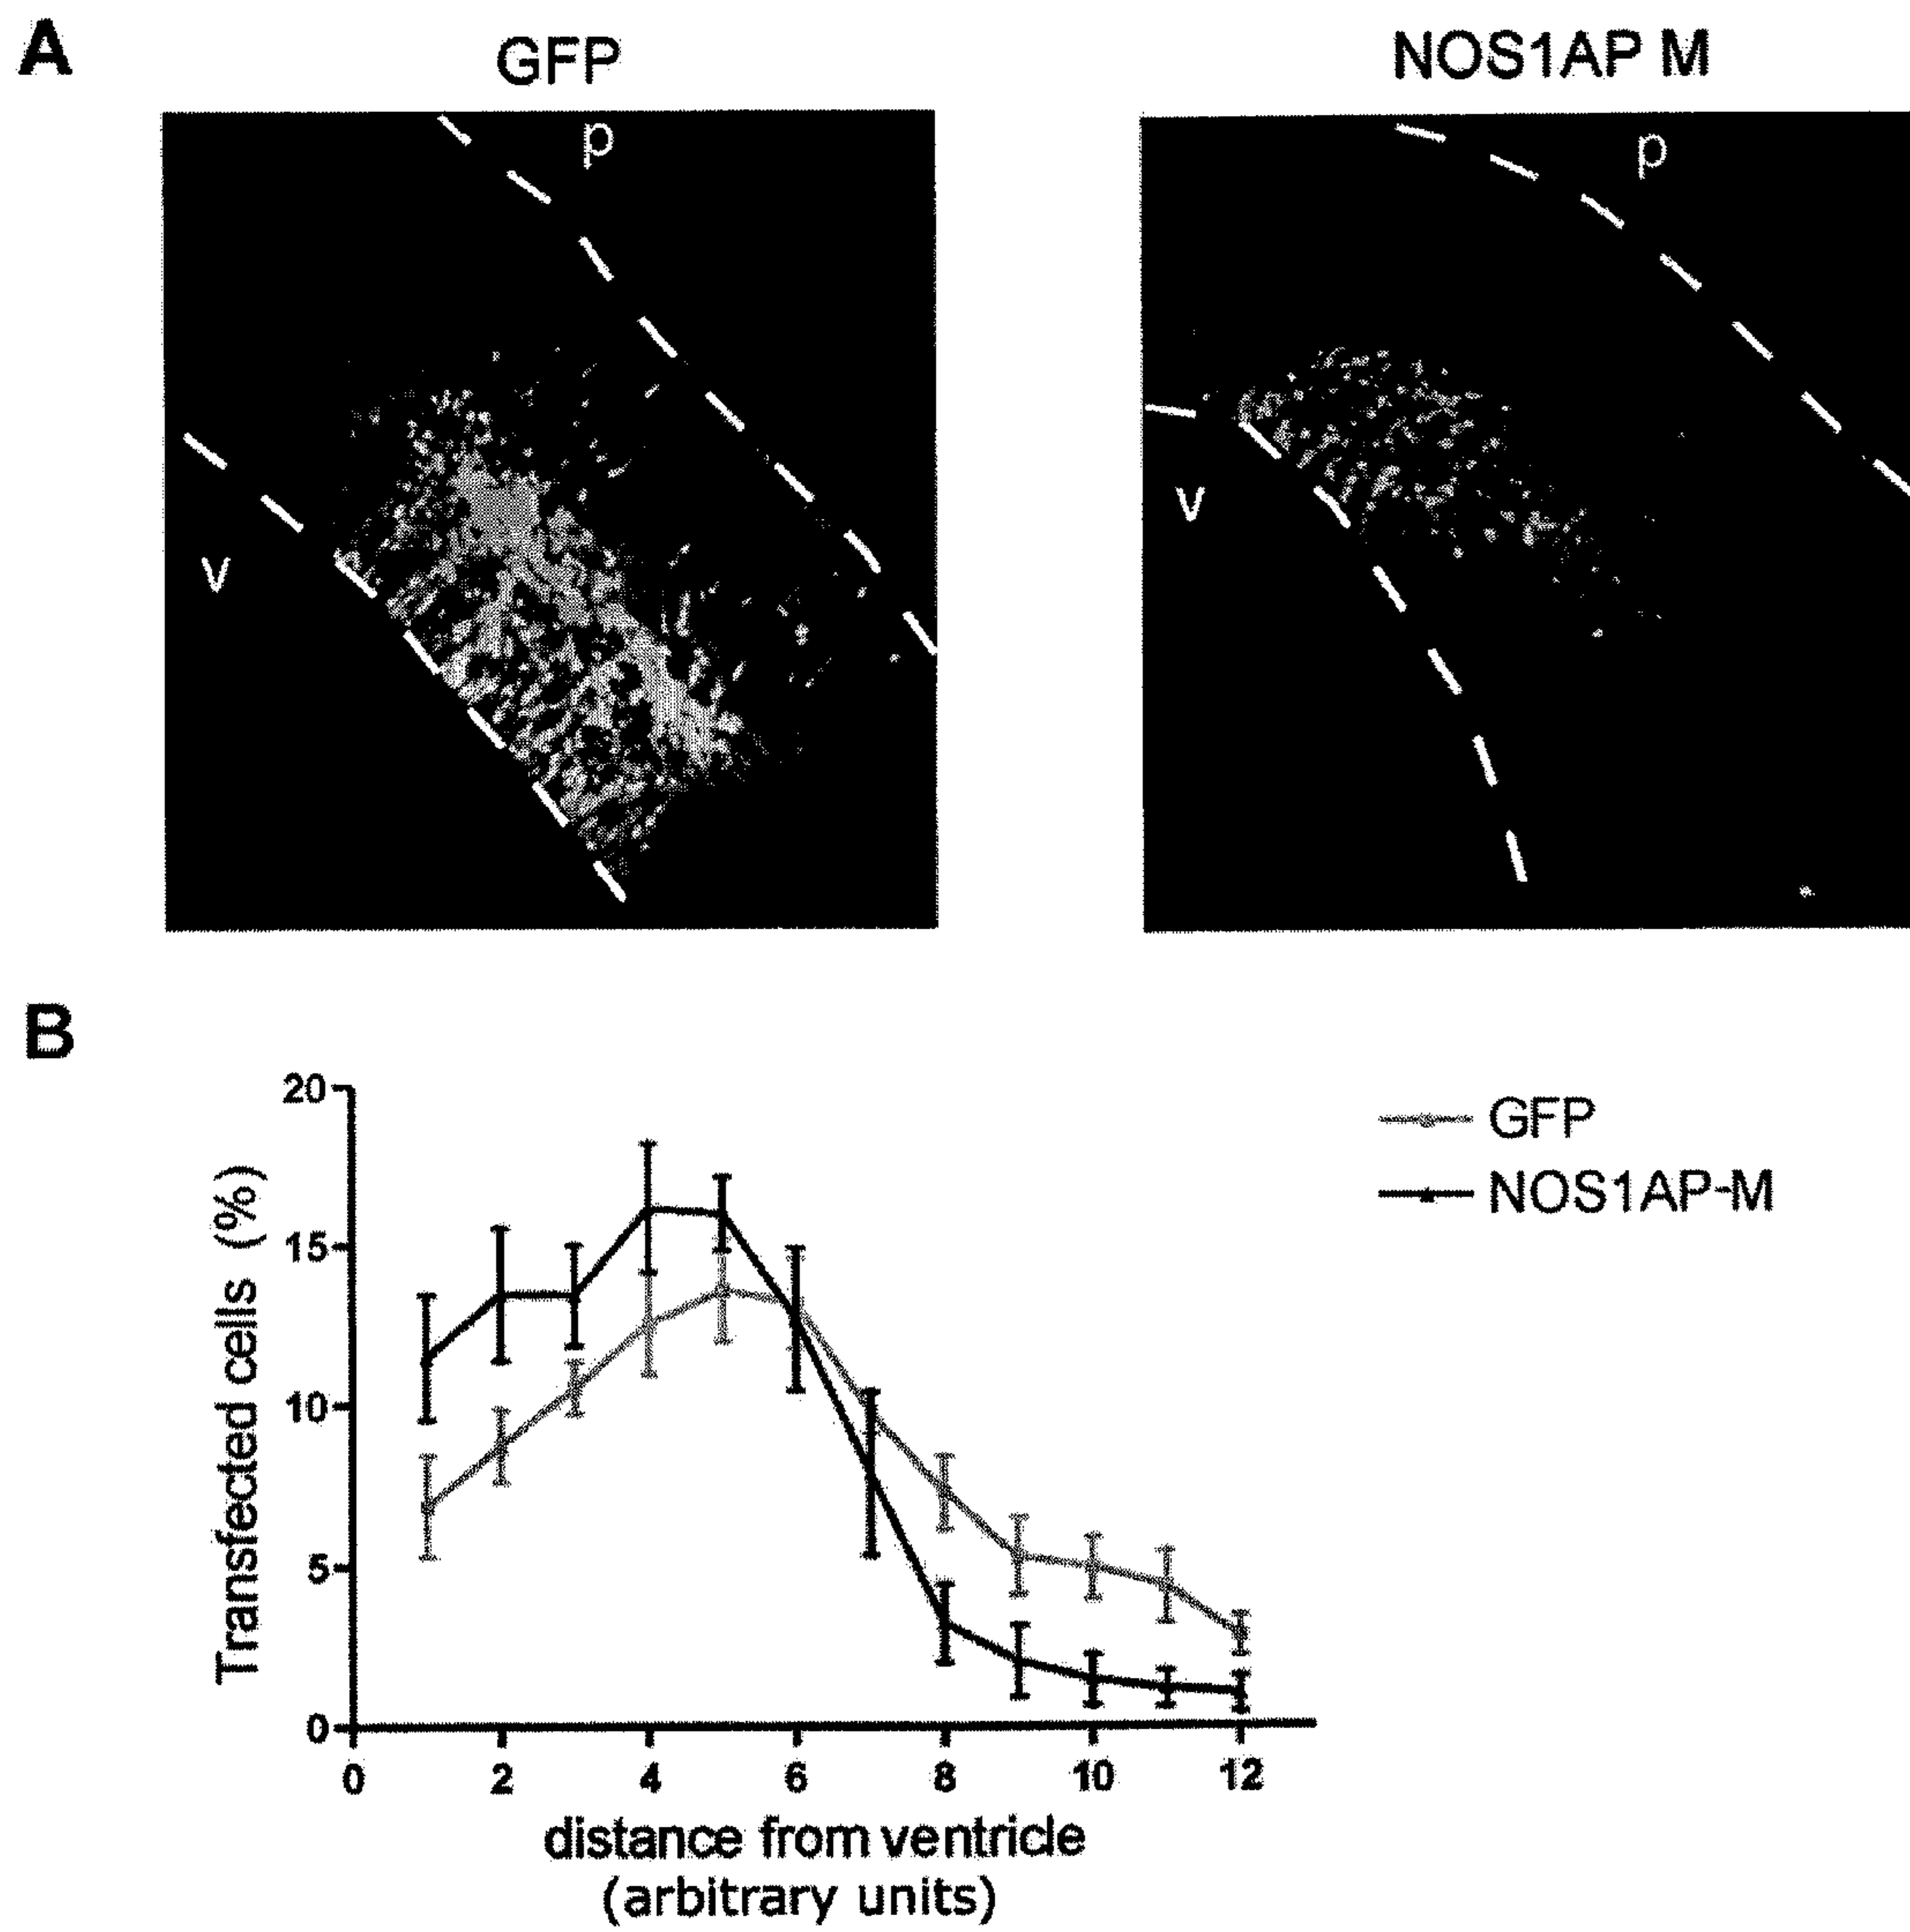 A
GFP
NOS1AP M
p
p
v
v
B
20
15
10
5
0
Transfected cells (%)
GFP
NOS1AP-M
0 2 4 6 8 10 12
distance from ventricle
(arbitrary units)